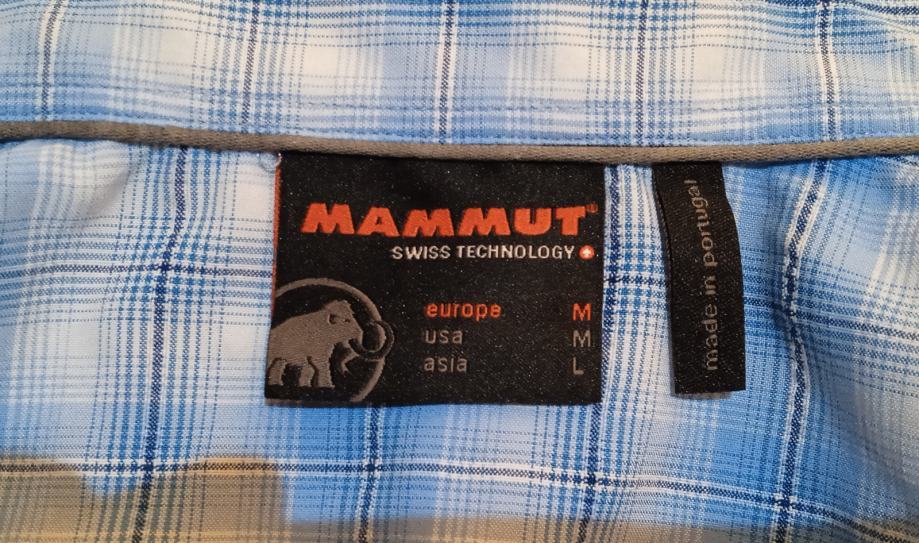 MAMMUT®
SWISS TECHNOLOGY
europe M
usa M
asia L
made in portugal